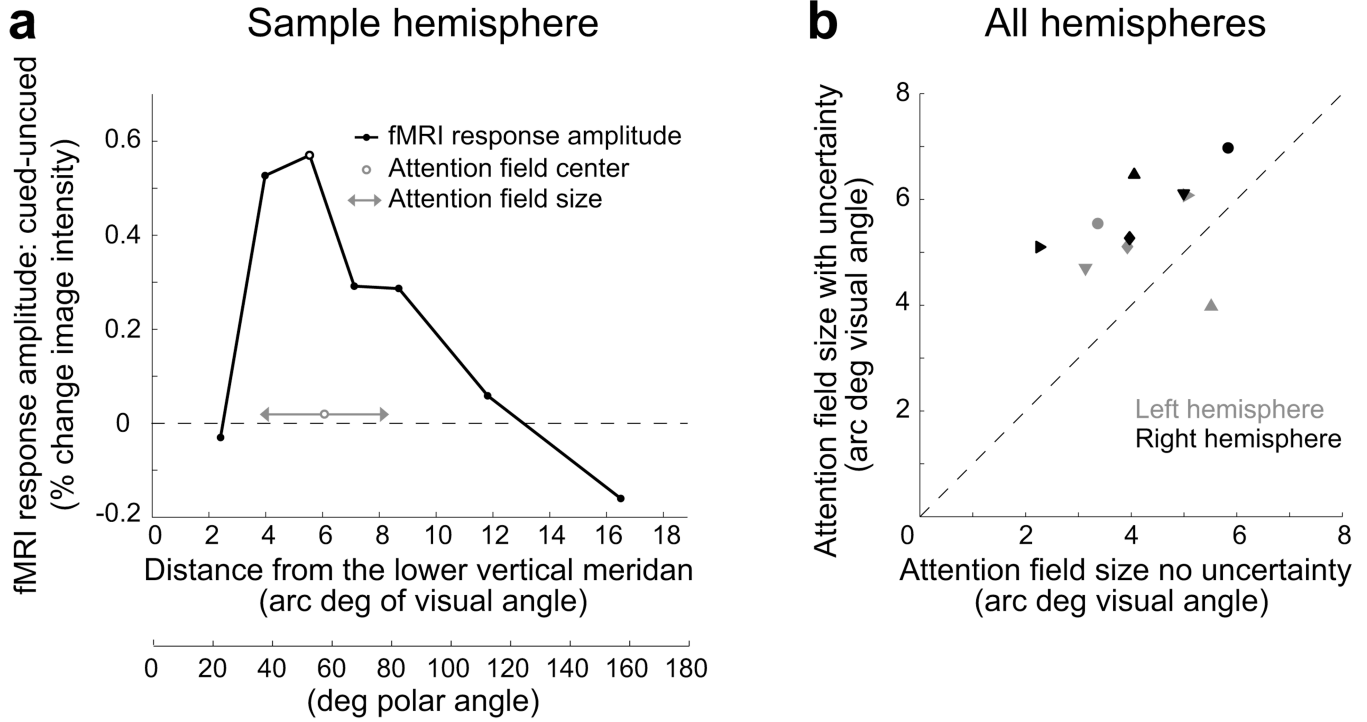 a
Sample hemisphere
fMRI response amplitude: cued-uncued
(% change image intensity)
0.6
0.4
0.2
0
-0.2
fMRI response amplitude
Attention field center
Attention field size
0 2 4 6 8 10 12 14 16 18
Distance from the lower vertical meridan
(arc deg of visual angle)
0 20 40 60 80 100 120 140 160 180
(deg polar angle)
b
All hemispheres
Attention field size with uncertainty
(arc deg visual angle)
8
6
4
2
Left hemisphere
Right hemisphere
0 2 4 6 8
Attention field size no uncertainty
(arc deg visual angle)